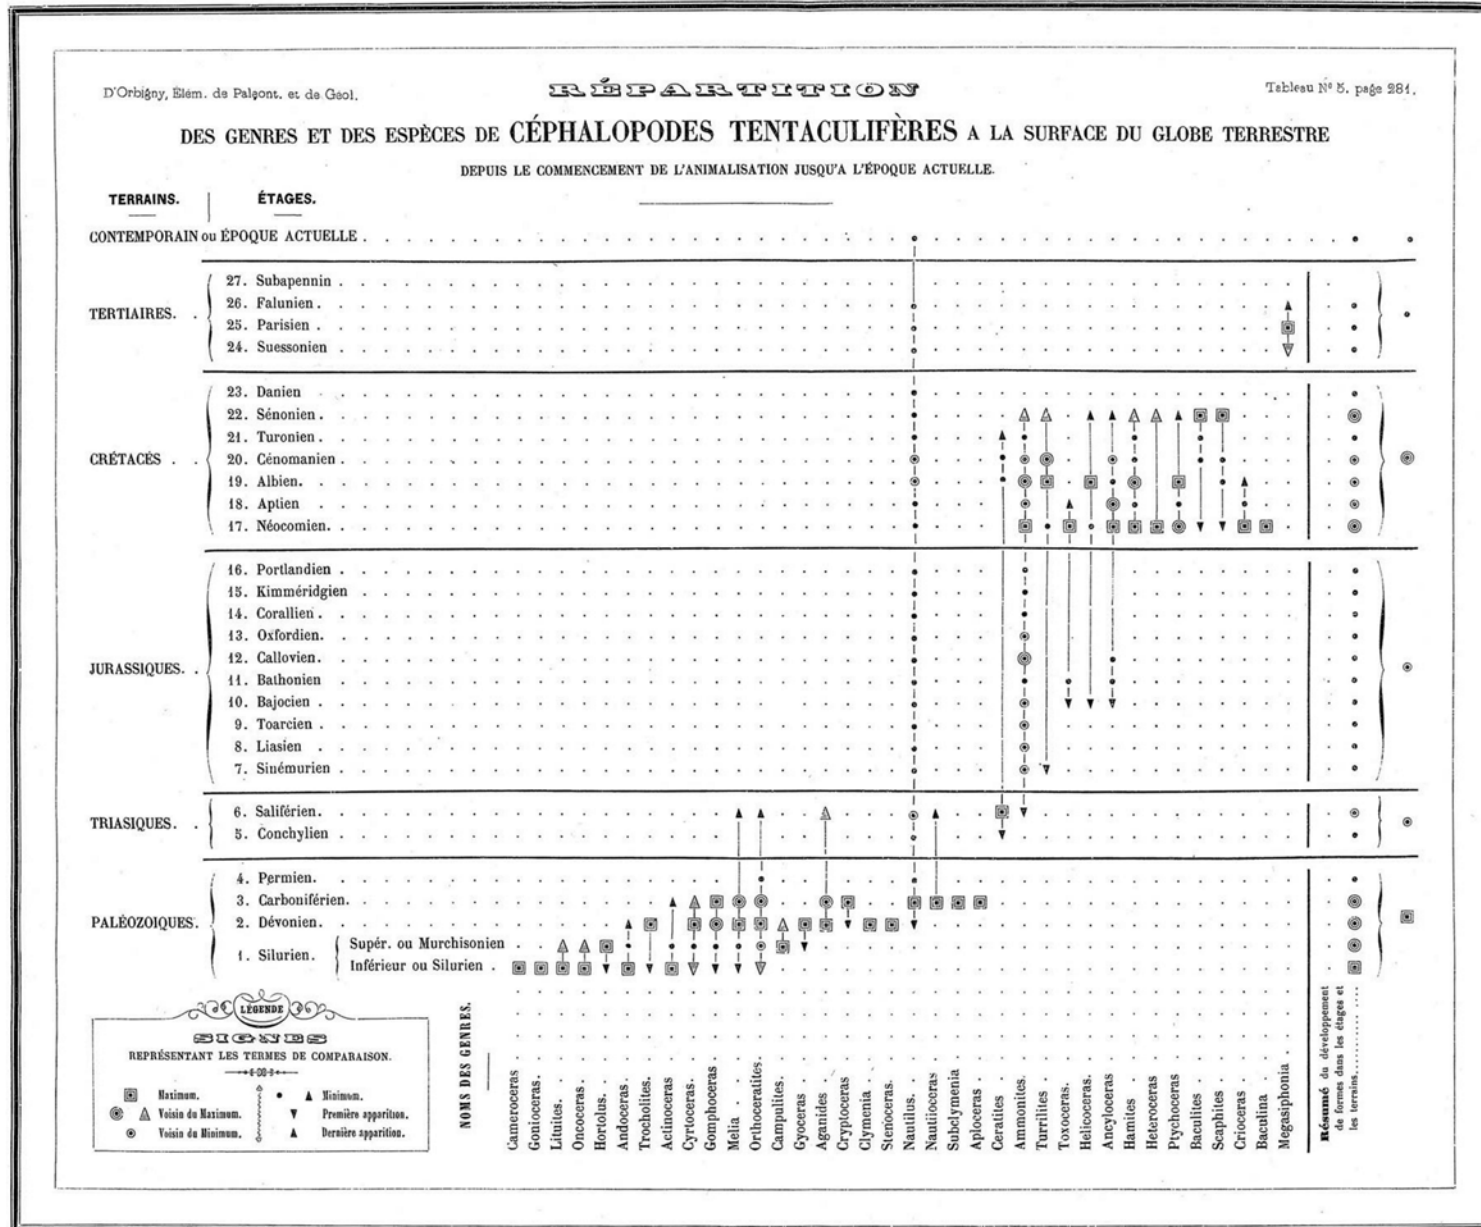 D'Orbigny, Élém. de Paléont. et de Géol.
RÉPARTITION
Tableau Nº 5. page 281.
DES GENRES ET DES ESPÈCES DE CÉPHALOPODES TENTACULIFÈRES A LA SURFACE DU GLOBE TERRESTRE
DEPUIS LE COMMENCEMENT DE L'ANIMALISATION JUSQU'A L'ÉPOQUE ACTUELLE.
TERRAINS. ÉTAGES.
CONTEMPORAIN ou ÉPOQUE ACTUELLE
TERTIAIRES.
27. Subapennin
26. Falunien.
25. Parisien
24. Suessonien
CRÉTACÉS
23. Danien
22. Sénonien.
21. Turonien.
20. Cénomanien
19. Albien.
18. Aptien
17. Néocomien.
JURASSIQUES.
16. Portlandien
15. Kimméridgien
14. Corallien
13. Oxfordien.
12. Callovien.
11. Bathonien
10. Bajocien
9. Toarcien
8. Liasien
7. Sinémurien
TRIASIQUES.
6. Saliférien.
5. Conchylien
PALÉOZOIQUES.
4. Permien.
3. Carboniférien.
2. Dévonien.
1. Silurien.
Supér. ou Murchisonien
Inférieur ou Silurien
LÉGENDE
SIGNES
REPRÉSENTANT LES TERMES DE COMPARAISON.
Maximum.
Voisin du Maximum.
Voisin du Minimum.
Minimum.
Première apparition.
Dernière apparition.
NOMS DES GENRES.
Cameroceras
Gonioceras.
Lituites.
Oncoceras.
Hortolus.
Andoceras.
Trocholites.
Actinoceras
Cyrtoceras
Gomphoceras
Melia
Orthoceratites.
Campulites.
Gyoceras
Aganides
Cryptoceras
Clymenia
Stenoceras.
Nautilus.
Nautiloceras
Subclymenia
Aploceras
Ceratites
Ammonites.
Turrilites
Toxoceras.
Helicoceras
Ancyloceras
Hamites
Heteroceras
Ptychoceras
Baculites
Scaphites
Crioceras
Baculina
Megasiphonia
Résumé du développement
de formes dans les étages et
les terrains.